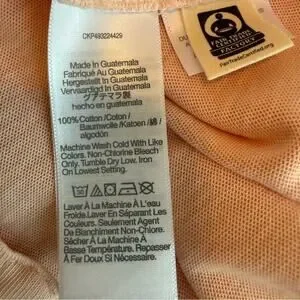 CKP493224429
Made In Guatemala
Fabriqué Au Guatemala
Hergestellt In Guatemala
Vervaardigd In Guatemala
グアテマラ製
hecho en guatemala
100% Cotton / Coton /
Baumwolle /Katoen / 綿 /
algodón
Machine Wash Cold With Like
Colors. Non-Chlorine Bleach
Only. Tumble Dry Low. Iron
On Lowest Setting.
Laver À La Machine À L'eau
Froide.Laver En Séparant Les
Couleurs. Seulement Agent
De Blanchiment Non Chloré.
Sécher À La Machine À
Basse Température. Repasser
À Fer Doux Si Nécessaire.
FAIR TRADE
CERTIFIED
FACTORY
FairTradeCertified.org